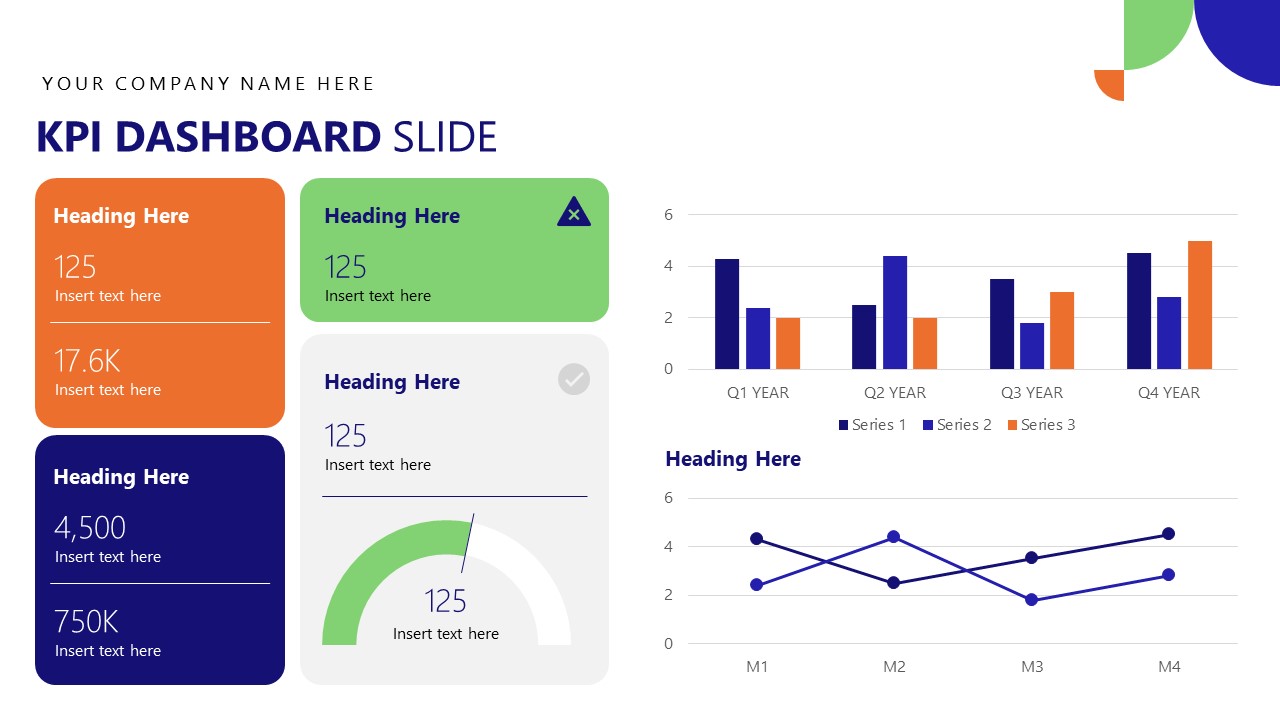 YOUR COMPANY NAME HERE
KPI DASHBOARD SLIDE
Heading Here
125
Insert text here
17.6K
Insert text here
Heading Here
4,500
Insert text here
750K
Insert text here
Heading Here
125
Insert text here
Heading Here
125
Insert text here
125
Insert text here
6
4
2
0
Q1 YEAR Q2 YEAR Q3 YEAR Q4 YEAR
Series 1 Series 2 Series 3
Heading Here
6
4
2
0
M1 M2 M3 M4